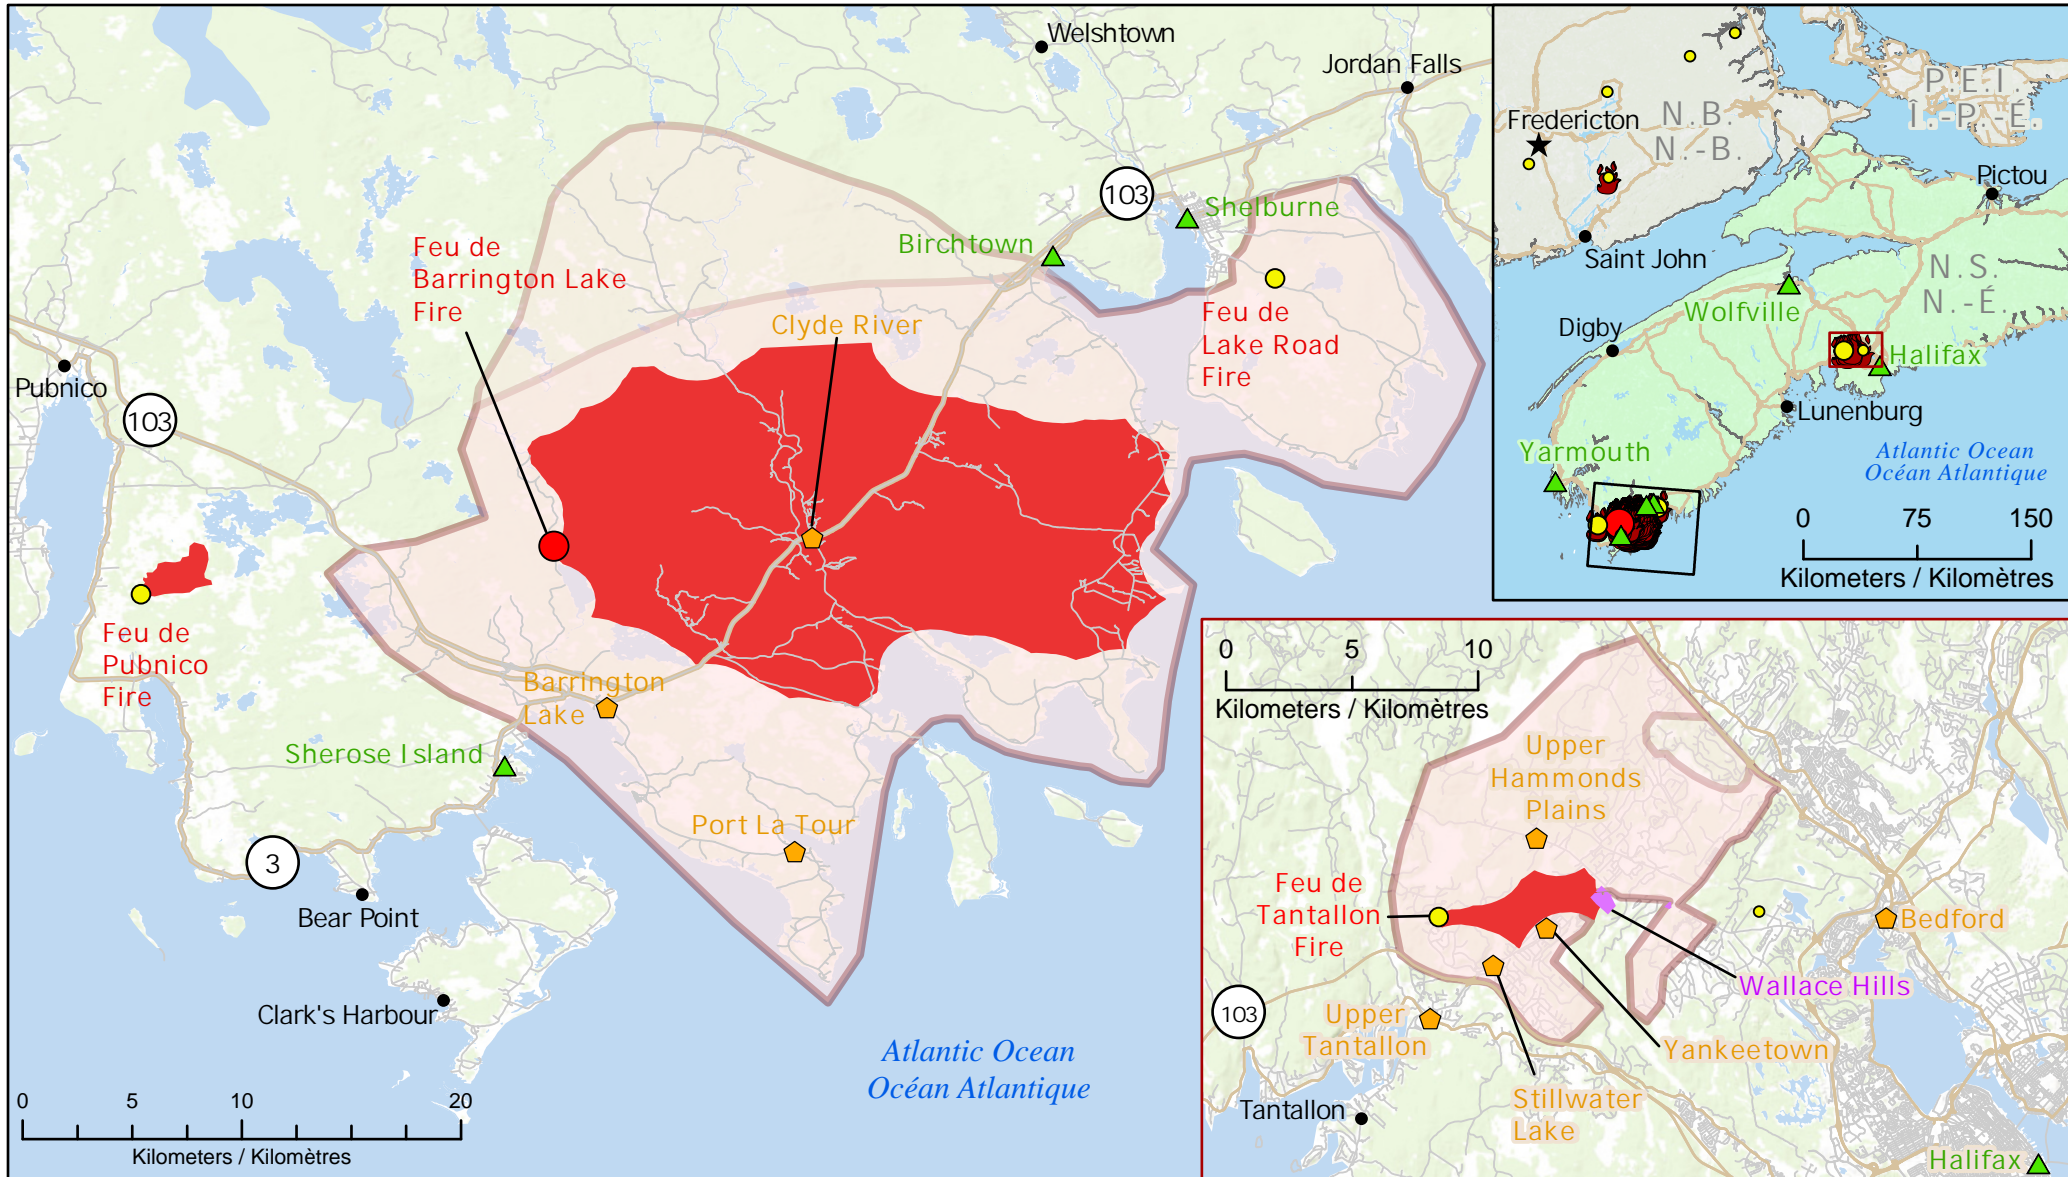 Welshtown
Jordan Falls
103
Shelburne
Birchtown
Feu de
Barrington Lake
Fire
Clyde River
Feu de
Lake Road
Fire
Pubnico
103
Feu de
Pubnico
Fire
Barrington
Lake
Sherose Island
Port La Tour
3
Bear Point
Clark's Harbour
Atlantic Ocean
Océan Atlantique
0 5 10 20
Kilometers / Kilomètres
P.E.I
Î.-P.-É.
N.B.
N.-B.
Fredericton
Pictou
Saint John
N.S.
N.-É.
Wolfville
Digby
Halifax
Lunenburg
Yarmouth
Atlantic Ocean
Océan Atlantique
0 75 150
Kilometers / Kilomètres
0 5 10
Kilometers / Kilomètres
Upper
Hammonds
Plains
Feu de
Tantallon
Fire
Bedford
Wallace Hills
103
Upper
Tantallon
Yankeetown
Stillwater
Lake
Tantallon
Halifax